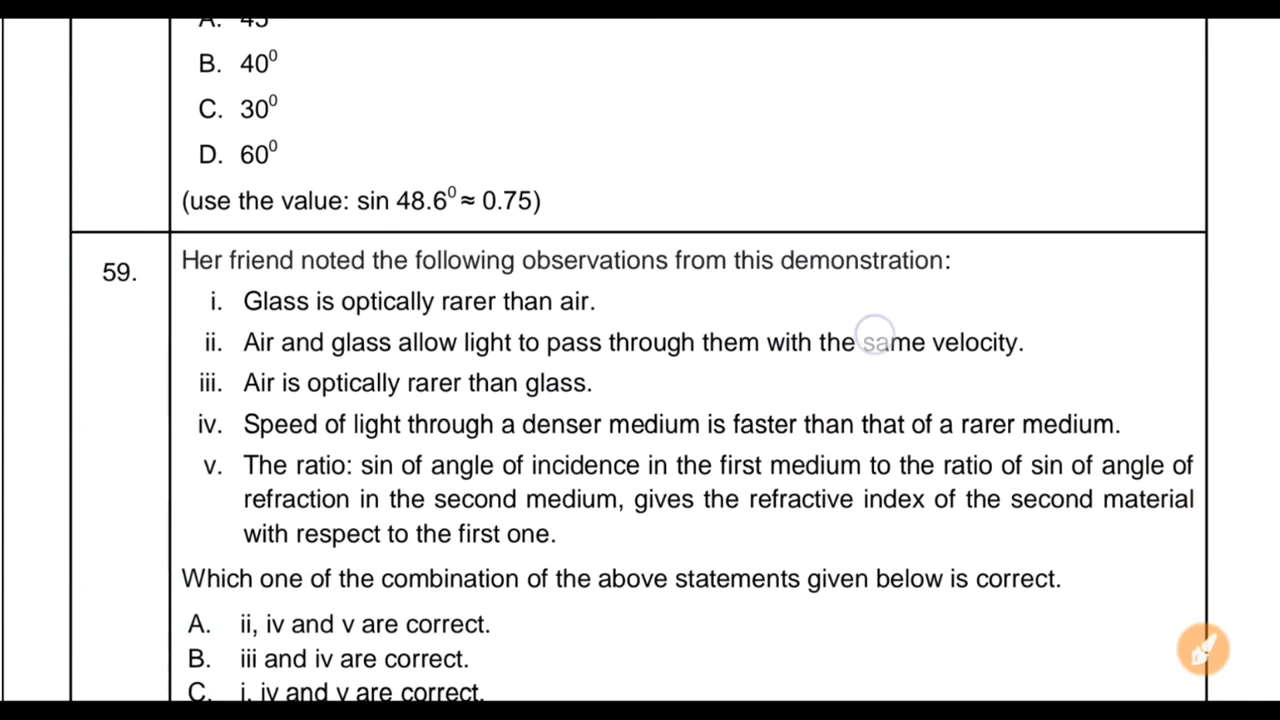 A. 45
B. 40⁰
C. 30⁰
D. 60⁰
(use the value: sin 48.6⁰ ≈ 0.75)
59.
Her friend noted the following observations from this demonstration:
i. Glass is optically rarer than air.
ii. Air and glass allow light to pass through them with the same velocity.
iii. Air is optically rarer than glass.
iv. Speed of light through a denser medium is faster than that of a rarer medium.
v. The ratio: sin of angle of incidence in the first medium to the ratio of sin of angle of
refraction in the second medium, gives the refractive index of the second material
with respect to the first one.
Which one of the combination of the above statements given below is correct.
A. ii, iv and v are correct.
B. iii and iv are correct.
C. i, iv and v are correct.